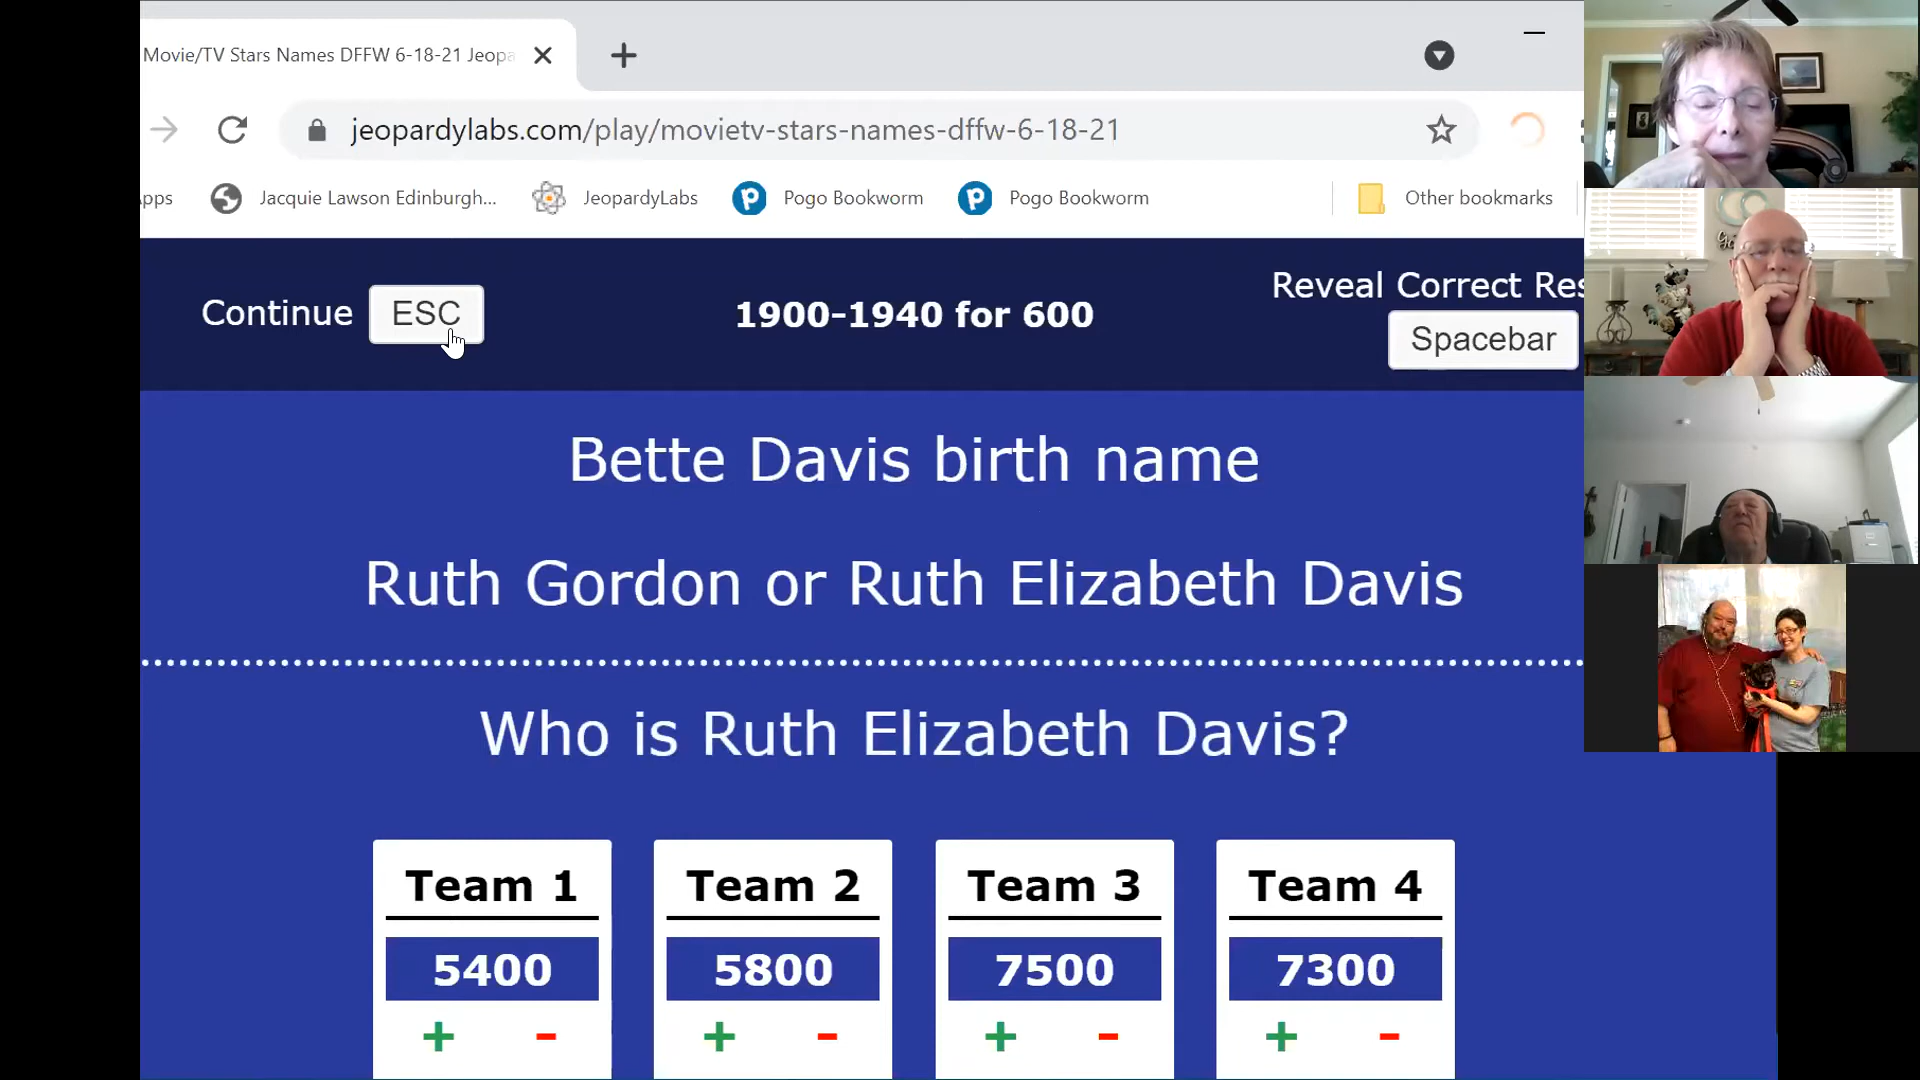 Movie/TV Stars Names DFFW 6-18-21 Jeopa
jeopardylabs.com/play/movietv-stars-names-dffw-6-18-21
pps
Jacquie Lawson Edinburgh...
JeopardyLabs
Pogo Bookworm
Pogo Bookworm
Other bookmarks
Continue ESC
1900-1940 for 600
Reveal Correct Res
Spacebar
Bette Davis birth name
Ruth Gordon or Ruth Elizabeth Davis
Who is Ruth Elizabeth Davis?
Team 1
5400
+ -
Team 2
5800
+ -
Team 3
7500
+ -
Team 4
7300
+ -